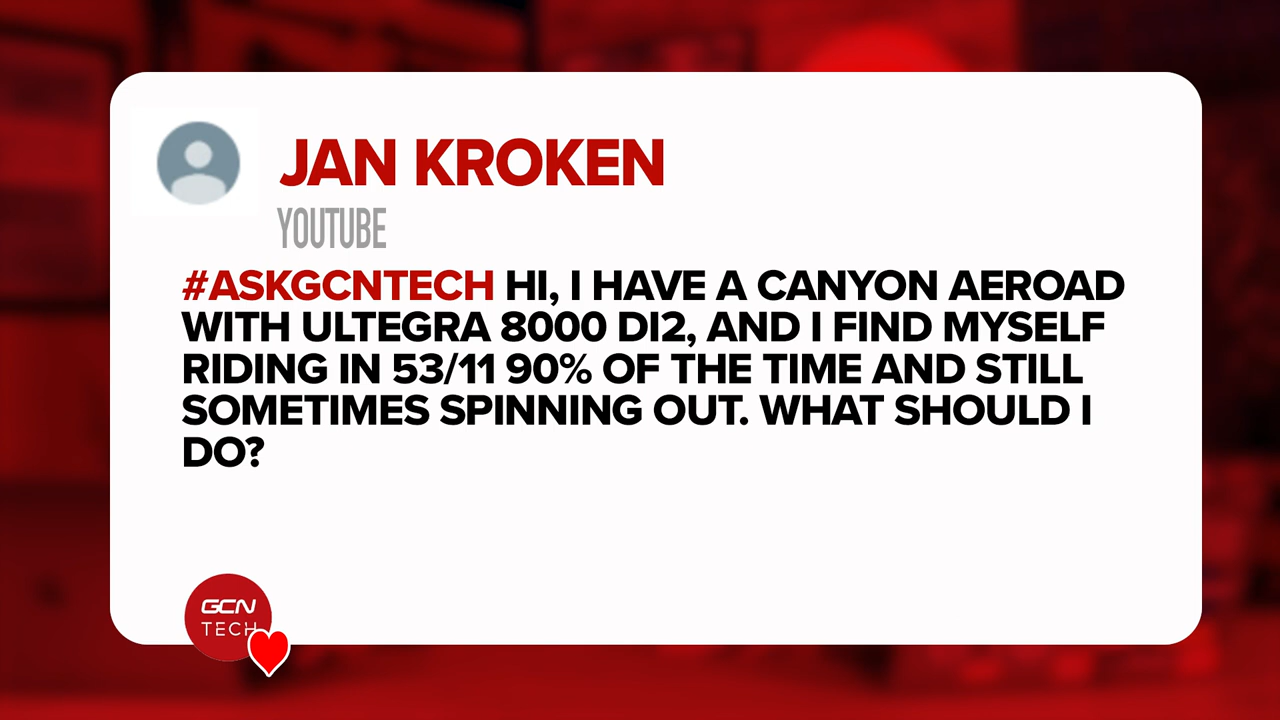 JAN KROKEN
YOUTUBE
#ASKGCNTECH HI, I HAVE A CANYON AEROAD
WITH ULTEGRA 8000 DI2, AND I FIND MYSELF
RIDING IN 53/11 90% OF THE TIME AND STILL
SOMETIMES SPINNING OUT. WHAT SHOULD I
DO?
GCN
TECH